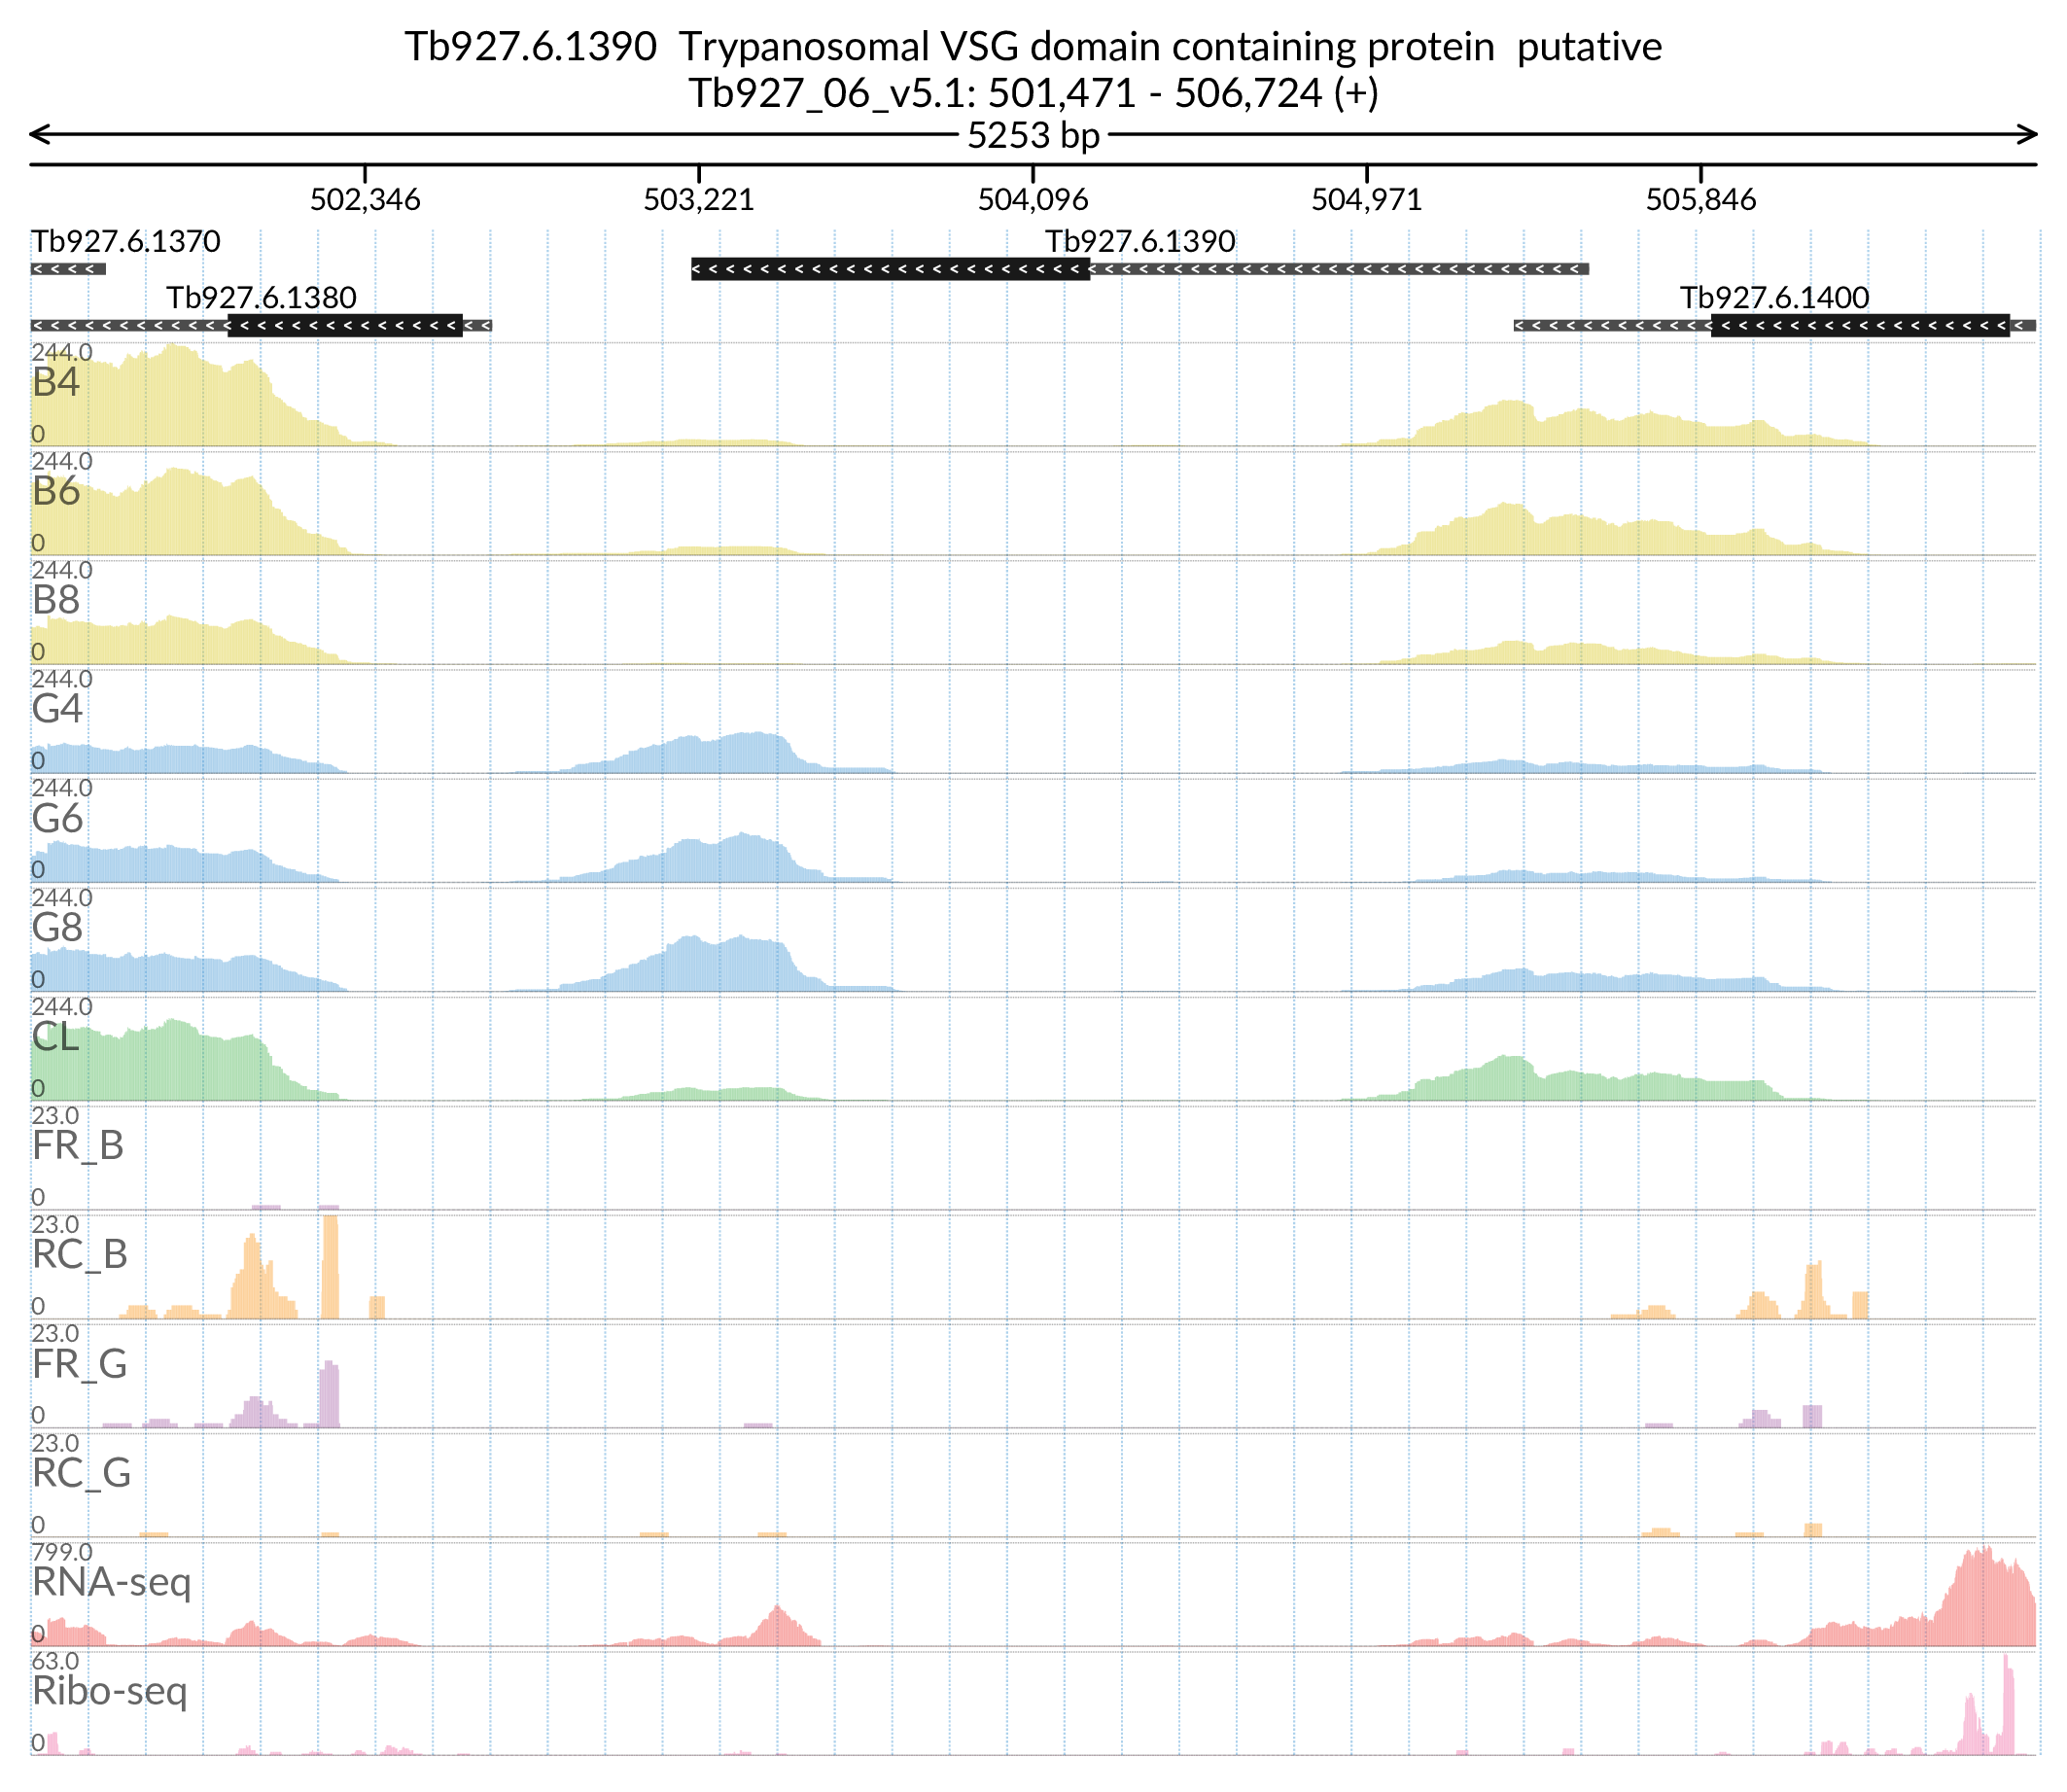 Tb927.6.1390  Trypanosomal VSG domain containing protein  putative
Tb927_06_v5.1: 501,471 - 506,724 (+)
5253 bp
502,346 503,221 504,096 504,971 505,846
Tb927.6.1370 Tb927.6.1390
Tb927.6.1380 Tb927.6.1400
244.0
B4
0
244.0
B6
0
244.0
B8
0
244.0
G4
0
244.0
G6
0
244.0
G8
0
244.0
CL
0
23.0
FR_B
0
23.0
RC_B
0
23.0
FR_G
0
23.0
RC_G
0
799.0
RNA-seq
0
63.0
Ribo-seq
0